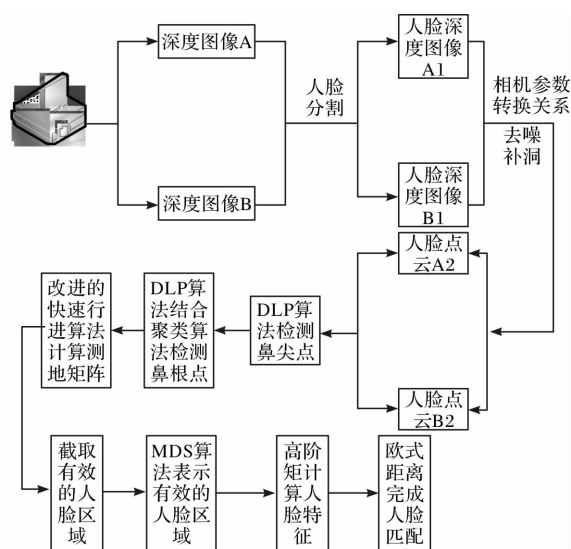 深度图像A
深度图像B
人脸
分割
人脸深
度图像
A1
人脸深
度图像
B1
相机参数
转换关系
去噪
补洞
人脸点
云A2
人脸点
云B2
DLP算
法检测
鼻尖点
DLP算
法结合
聚类算
法检测
鼻根点
改进的
快速行
进算法
计算测
地矩阵
截取
有效
的人
脸区
域
MDS算
法表示
有效的
人脸区
域
高阶
矩计
算人
脸特
征
欧式
距离
完成
人脸
匹配